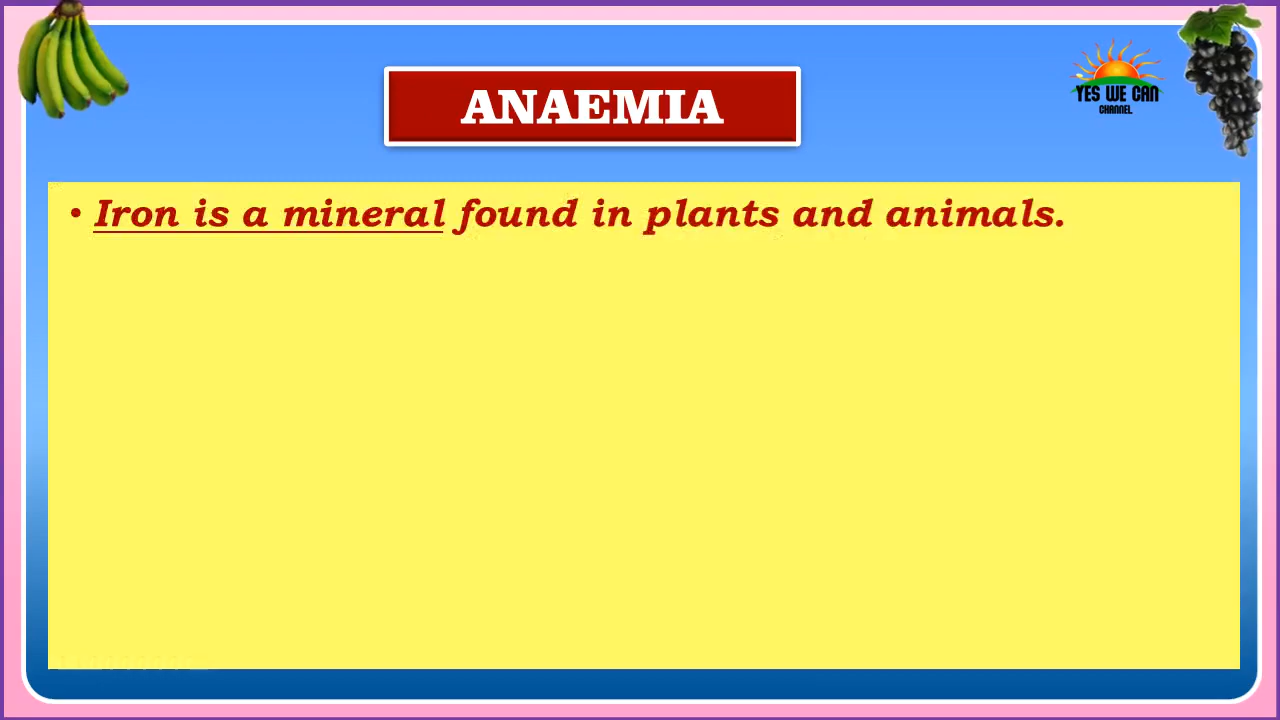 ANAEMIA
YES WE CAN
CHANNEL
• Iron is a mineral found in plants and animals.